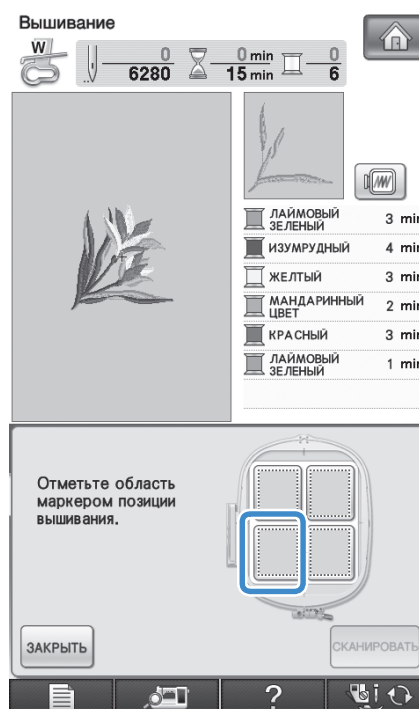 Вышивание
W
0
6280
0 min
15 min
0
6
ЛАЙМОВЫЙ
ЗЕЛЕНЫЙ 3 min
ИЗУМРУДНЫЙ 4 min
ЖЕЛТЫЙ 3 min
МАНДАРИННЫЙ
ЦВЕТ 2 min
КРАСНЫЙ 3 min
ЛАЙМОВЫЙ
ЗЕЛЕНЫЙ 1 min
Отметьте область
маркером позиции
вышивания.
ЗАКРЫТЬ
СКАНИРОВАТЬ
?